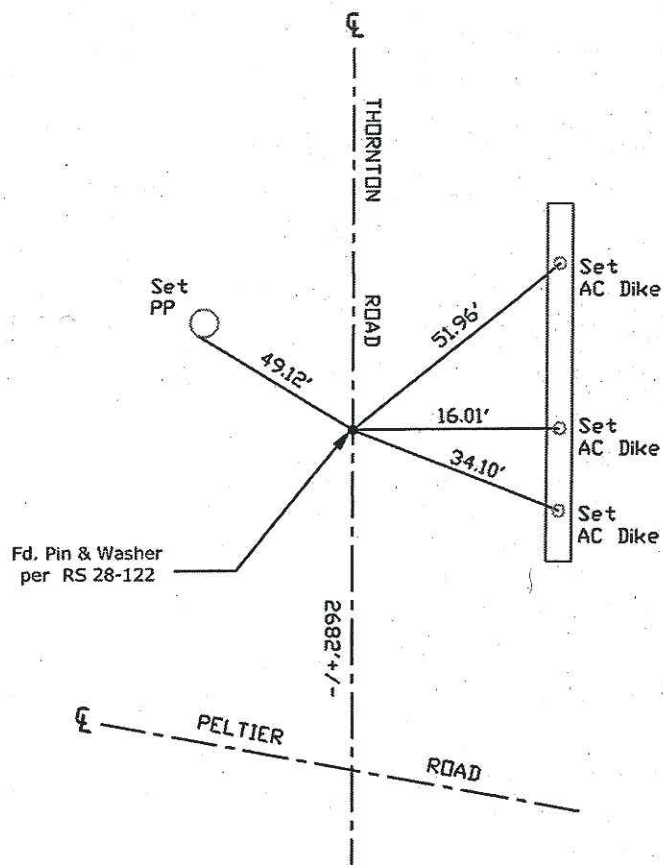 ℄
THORNTON ROAD
Set
PP
49.12'
51.96'
16.01'
34.10'
Set
AC Dike
Set
AC Dike
Set
AC Dike
Fd. Pin & Washer
per RS 28-122
2682'+/-
℄ PELTIER ROAD